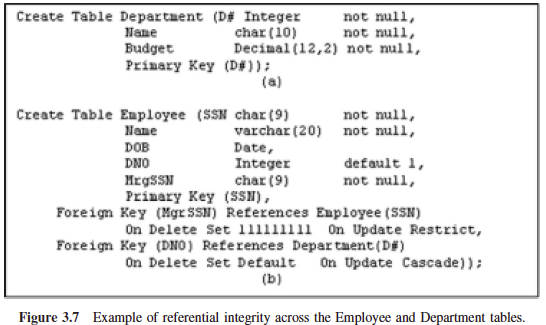 Create Table Department (D# Integer not null,
Name char(10) not null,
Budget Decimal(12,2) not null,
Primary Key (D#));
(a)
Create Table Employee (SSN char(9) not null,
Name varchar(20) not null,
DOB Date,
DNO Integer default 1,
MrgSSN char(9) not null,
Primary Key (SSN),
Foreign Key (MgrSSN) References Employee(SSN)
On Delete Set 111111111 On Update Restrict,
Foreign Key (DNO) References Department(D#)
On Delete Set Default On Update Cascade));
(b)
Figure 3.7 Example of referential integrity across the Employee and Department tables.